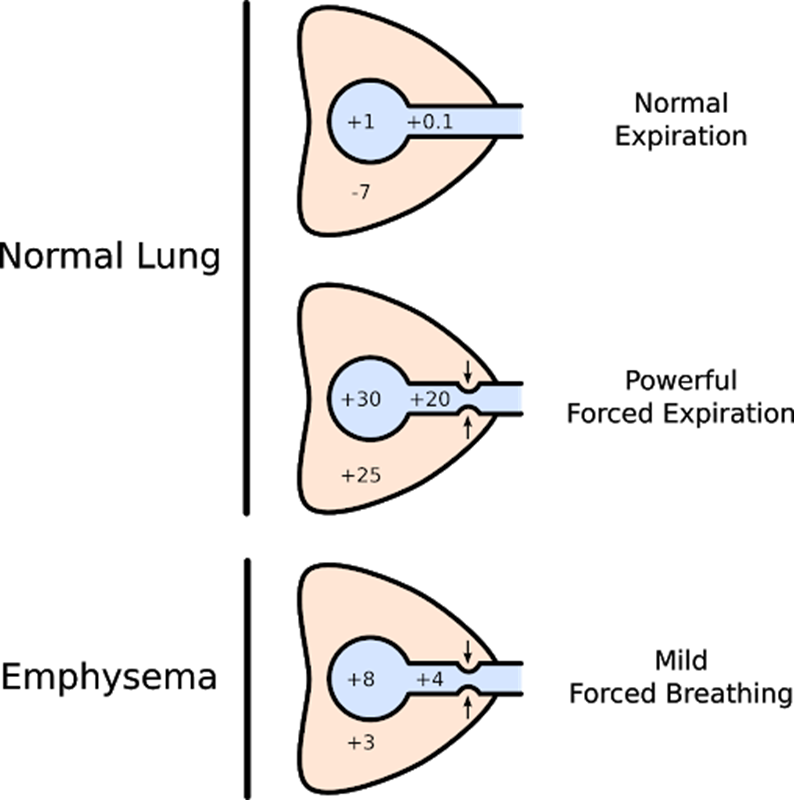 +1 +0.1
Normal
Expiration
-7
Normal Lung
+30 +20
Powerful
Forced Expiration
+25
Emphysema
+8 +4
Mild
Forced Breathing
+3